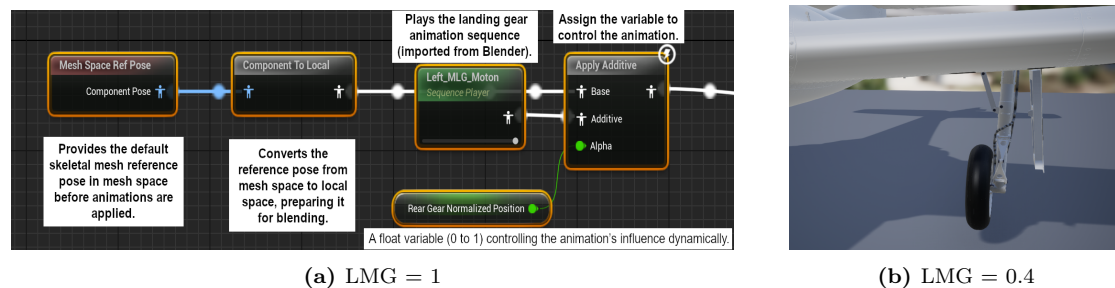 Plays the landing gear
animation sequence
(imported from Blender).
Assign the variable to
control the animation.
Mesh Space Ref Pose
Component Pose
Component To Local
Left_MLG_Moton
Sequence Player
Apply Additive
Base
Additive
Alpha
Provides the default
skeletal mesh reference
pose in mesh space
before animations are
applied.
Converts the
reference pose from
mesh space to local
space, preparing it
for blending.
Rear Gear Normalized Position
A float variable (0 to 1) controlling the animation's influence dynamically.
(a) LMG = 1
(b) LMG = 0.4